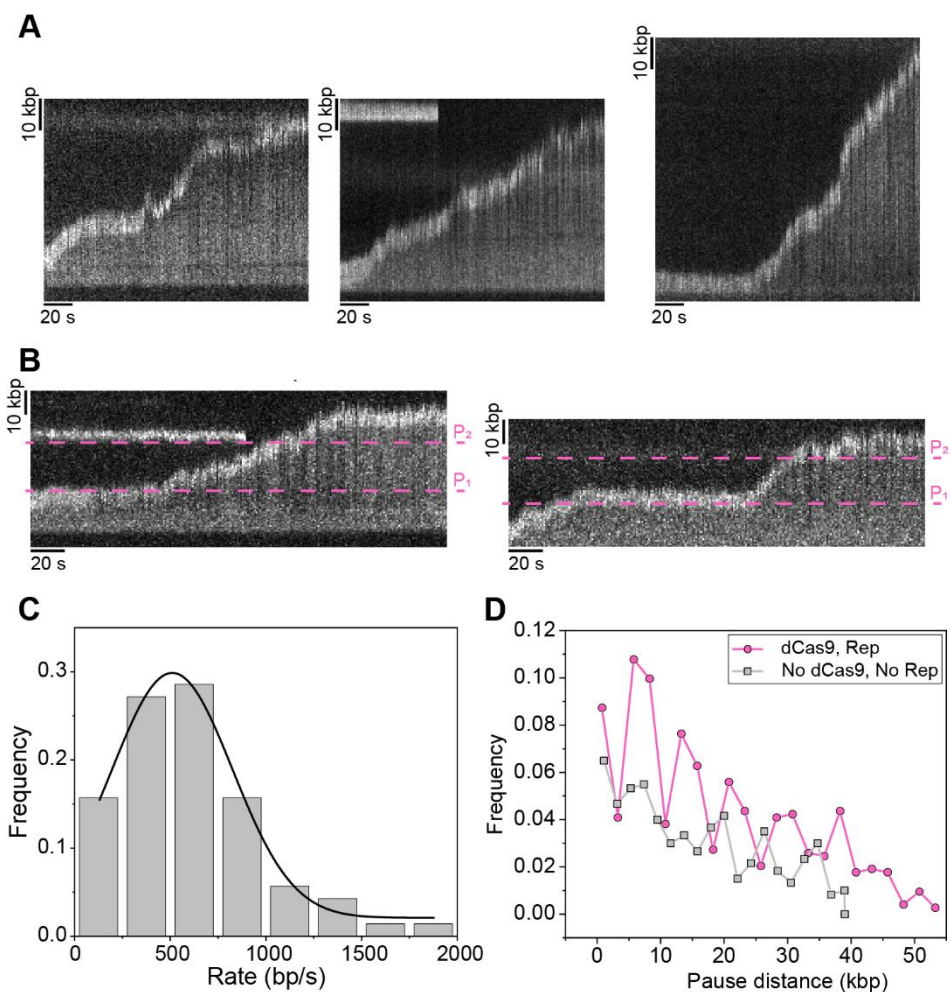 A
10 kbp
20 s
10 kbp
20 s
10 kbp
20 s
B
10 kbp
P₂
P₁
20 s
10 kbp
P₂
P₁
20 s
C
Frequency
0.3
0.2
0.1
0.0
0 500 1000 1500 2000
Rate (bp/s)
D
Frequency
0.12
0.10
0.08
0.06
0.04
0.02
0.00
dCas9, Rep
No dCas9, No Rep
0 10 20 30 40 50
Pause distance (kbp)